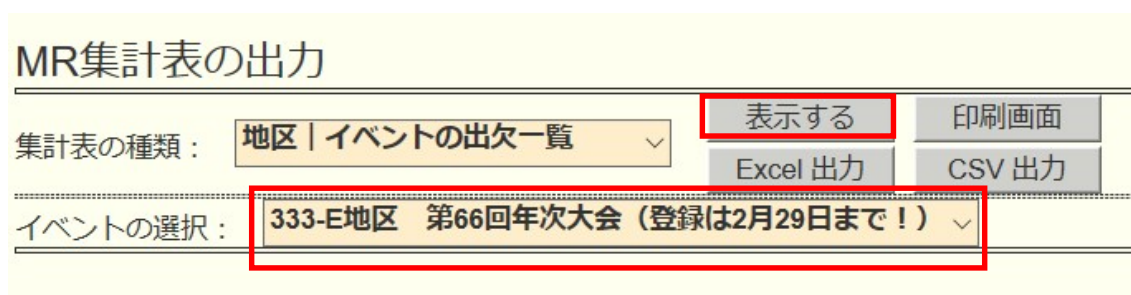 MR集計表の出力
集計表の種類： 地区｜イベントの出欠一覧 表示する 印刷画面
Excel 出力 CSV 出力
イベントの選択： 333-E地区　第66回年次大会（登録は2月29日まで！）